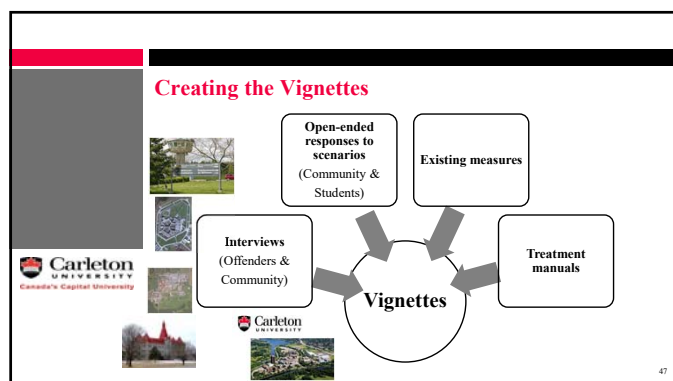 Creating the Vignettes
Open-ended
responses to
scenarios
(Community &
Students)
Existing measures
Interviews
(Offenders &
Community)
Treatment
manuals
Vignettes
Carleton
UNIVERSITY
Canada's Capital University
Carleton
UNIVERSITY
47